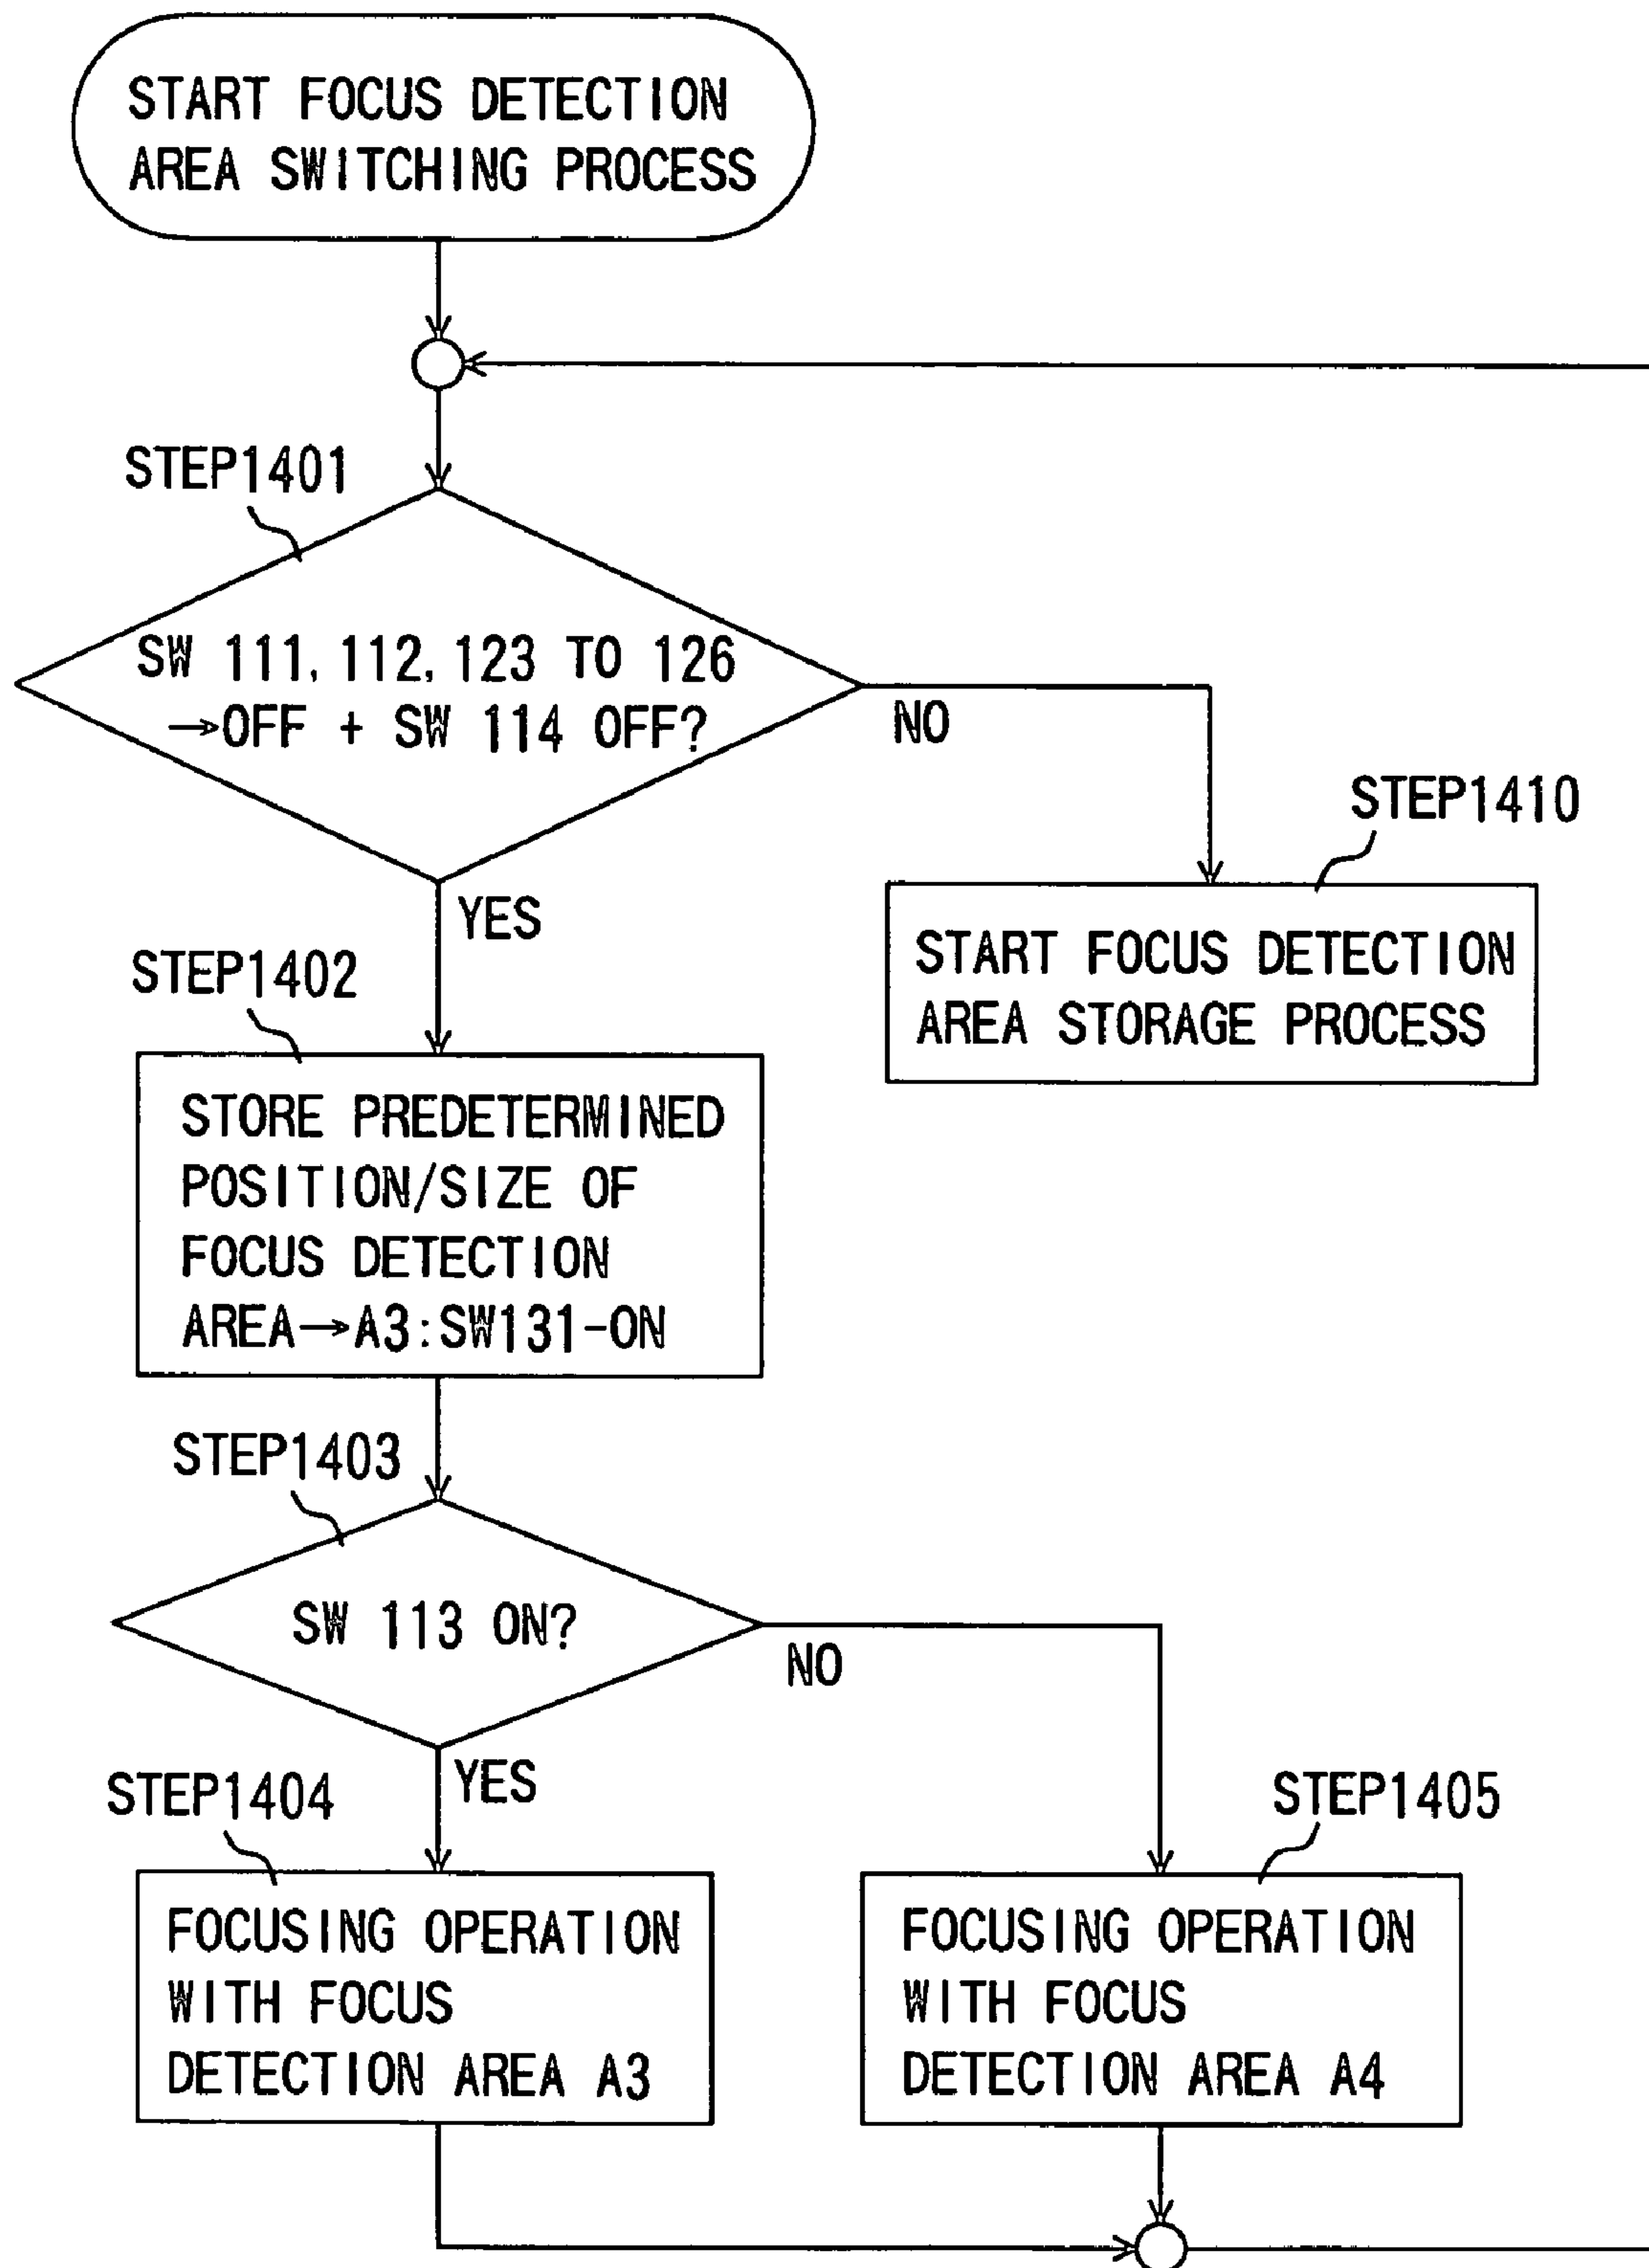 START FOCUS DETECTION
AREA SWITCHING PROCESS
STEP1401
SW 111, 112, 123 TO 126
→OFF + SW 114 OFF?
NO
YES
STEP1410
START FOCUS DETECTION
AREA STORAGE PROCESS
STEP1402
STORE PREDETERMINED
POSITION/SIZE OF
FOCUS DETECTION
AREA→A3:SW131-ON
STEP1403
SW 113 ON?
NO
YES
STEP1404
FOCUSING OPERATION
WITH FOCUS
DETECTION AREA A3
STEP1405
FOCUSING OPERATION
WITH FOCUS
DETECTION AREA A4